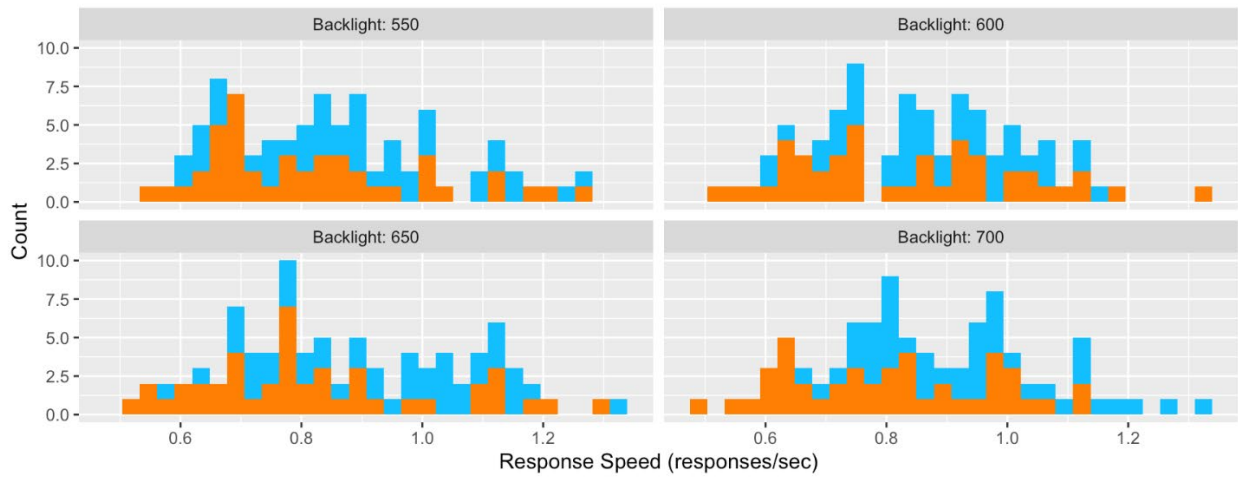 Backlight: 550
Backlight: 600
10.0
7.5
5.0
2.5
0.0
Count
Backlight: 650
Backlight: 700
10.0
7.5
5.0
2.5
0.0
0.6 0.8 1.0 1.2
0.6 0.8 1.0 1.2
Response Speed (responses/sec)